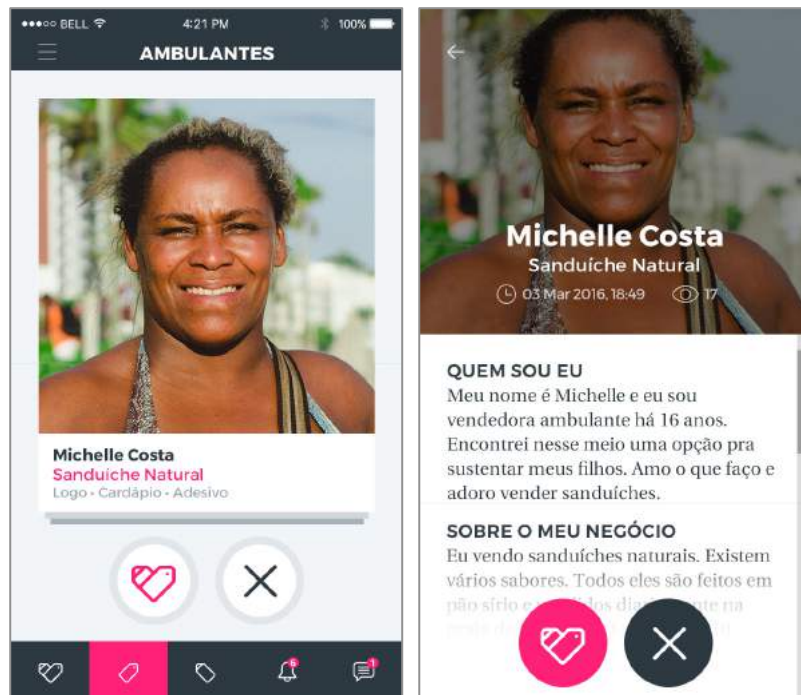 BELL 4:21 PM 100%
AMBULANTES
Michelle Costa
Sanduíche Natural
Logo • Cardápio • Adesivo
6 1
Michelle Costa
Sanduíche Natural
03 Mar 2016, 18:49 17
QUEM SOU EU
Meu nome é Michelle e eu sou
vendedora ambulante há 16 anos.
Encontrei nesse meio uma opção pra
sustentar meus filhos. Amo o que faço e
adoro vender sanduíches.
SOBRE O MEU NEGÓCIO
Eu vendo sanduíches naturais. Existem
vários sabores. Todos eles são feitos em
pão sírio e na